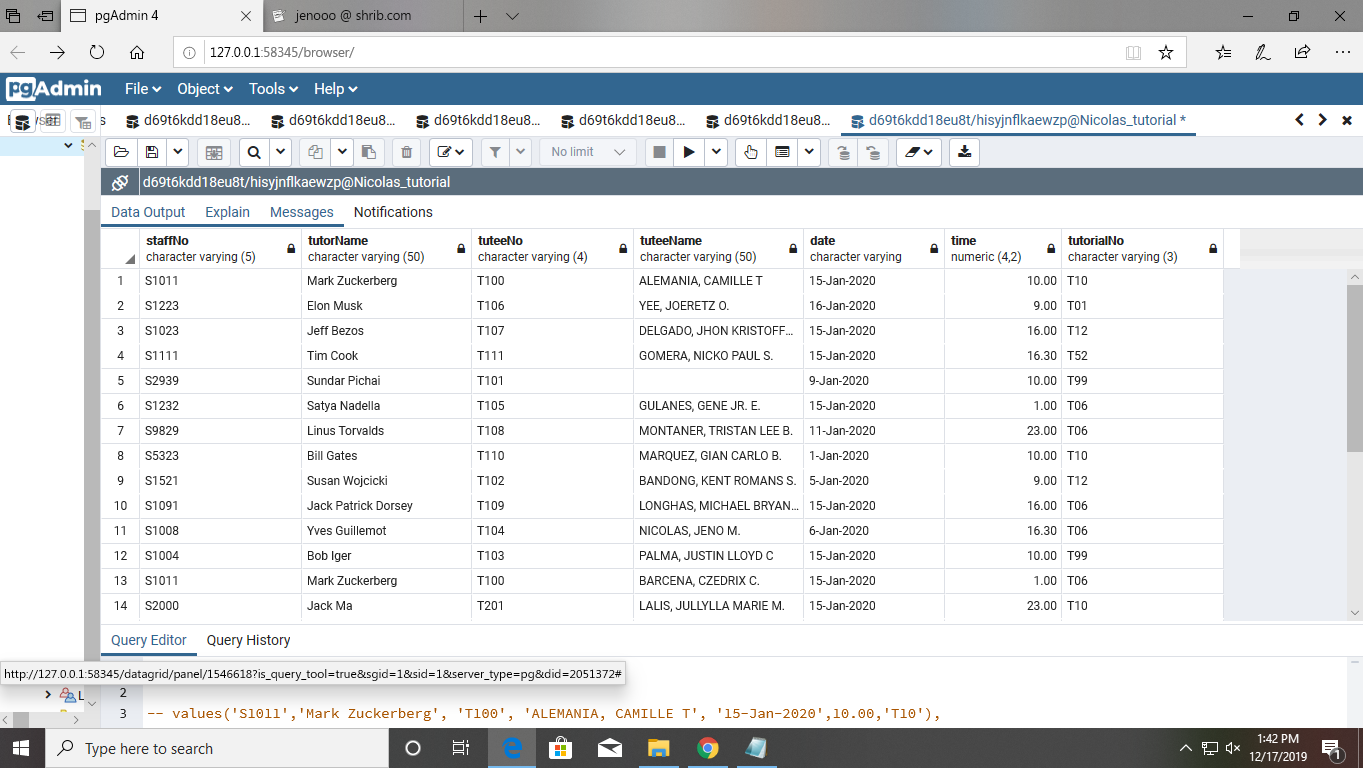 pgAdmin 4
jenooo @ shrib.com
127.0.0.1:58345/browser/
pgAdmin File Object Tools Help
s d69t6kdd18eu8... d69t6kdd18eu8... d69t6kdd18eu8... d69t6kdd18eu8... d69t6kdd18eu8... d69t6kdd18eu8t/hisyjnflkaewzp@Nicolas_tutorial *
No limit
d69t6kdd18eu8t/hisyjnflkaewzp@Nicolas_tutorial
Data Output Explain Messages Notifications
staffNo tutorName tuteeNo tuteeName date time tutorialNo
character varying (5) character varying (50) character varying (4) character varying (50) character varying numeric (4,2) character varying (3)
1 S1011 Mark Zuckerberg T100 ALEMANIA, CAMILLE T 15-Jan-2020 10.00 T10
2 S1223 Elon Musk T106 YEE, JOERETZ O. 16-Jan-2020 9.00 T01
3 S1023 Jeff Bezos T107 DELGADO, JHON KRISTOFF... 15-Jan-2020 16.00 T12
4 S1111 Tim Cook T111 GOMERA, NICKO PAUL S. 15-Jan-2020 16.30 T52
5 S2939 Sundar Pichai T101 9-Jan-2020 10.00 T99
6 S1232 Satya Nadella T105 GULANES, GENE JR. E. 15-Jan-2020 1.00 T06
7 S9829 Linus Torvalds T108 MONTANER, TRISTAN LEE B. 11-Jan-2020 23.00 T06
8 S5323 Bill Gates T110 MARQUEZ, GIAN CARLO B. 1-Jan-2020 10.00 T10
9 S1521 Susan Wojcicki T102 BANDONG, KENT ROMANS S. 5-Jan-2020 9.00 T12
10 S1091 Jack Patrick Dorsey T109 LONGHAS, MICHAEL BRYAN... 15-Jan-2020 16.00 T06
11 S1008 Yves Guillemot T104 NICOLAS, JENO M. 6-Jan-2020 16.30 T06
12 S1004 Bob Iger T103 PALMA, JUSTIN LLOYD C 15-Jan-2020 10.00 T99
13 S1011 Mark Zuckerberg T100 BARCENA, CZEDRIX C. 15-Jan-2020 1.00 T06
14 S2000 Jack Ma T201 LALIS, JULLYLLA MARIE M. 15-Jan-2020 23.00 T10
Query Editor Query History
http://127.0.0.1:58345/datagrid/panel/1546618?is_query_tool=true&sgid=1&sid=1&server_type=pg&did=2051372#
L 2
3 -- values('S1011','Mark Zuckerberg', 'T100', 'ALEMANIA, CAMILLE T', '15-Jan-2020',10.00,'T10'),
Type here to search
1:42 PM
12/17/2019
1